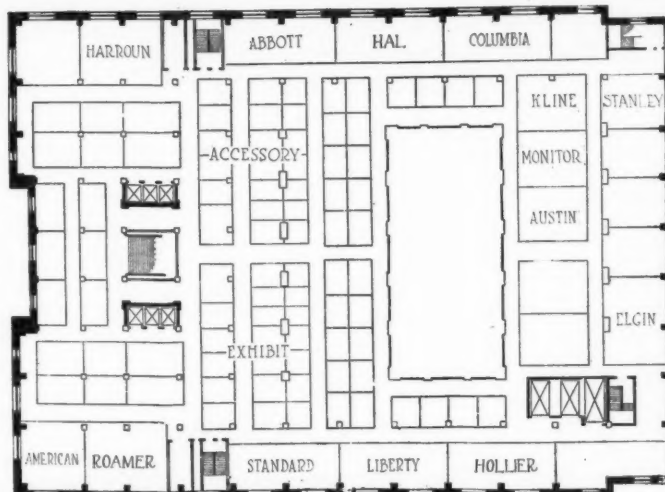 HARROUN
ABBOTT
HAL
COLUMBIA
KLINE
STANLEY
ACCESSORY
MONITOR
AUSTIN
EXHIBIT
ELGIN
AMERICAN
ROAMER
STANDARD
LIBERTY
HOLLIER